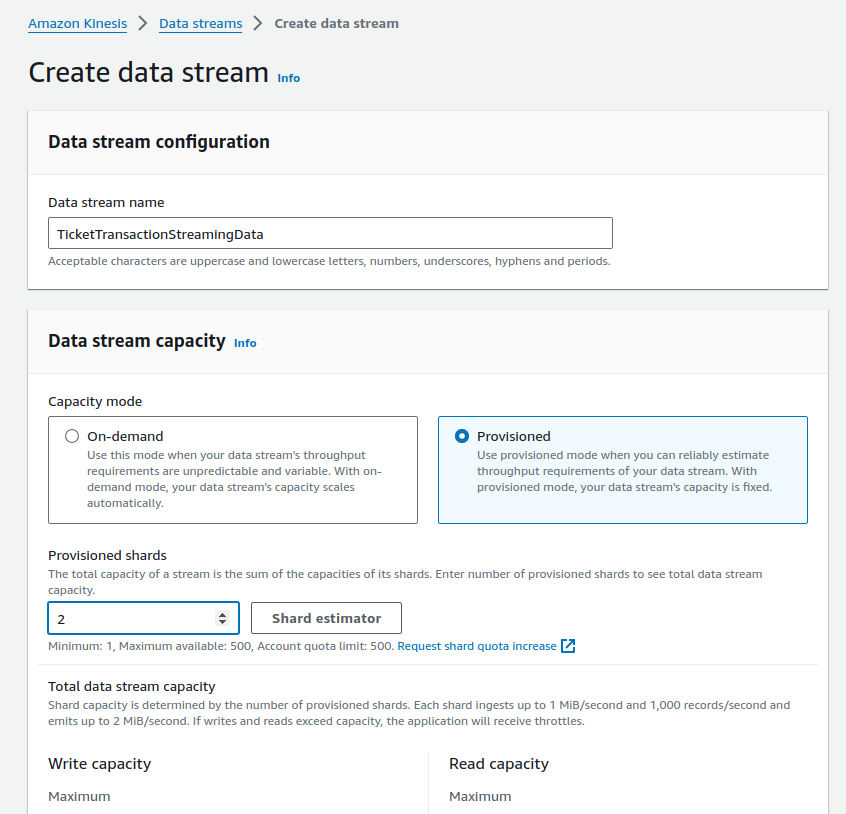 Amazon Kinesis > Data streams > Create data stream
Create data stream Info
Data stream configuration
Data stream name
TicketTransactionStreamingData
Acceptable characters are uppercase and lowercase letters, numbers, underscores, hyphens and periods.
Data stream capacity Info
Capacity mode
On-demand
Use this mode when your data stream's throughput
requirements are unpredictable and variable. With on-
demand mode, your data stream's capacity scales
automatically.
Provisioned
Use provisioned mode when you can reliably estimate
throughput requirements of your data stream. With
provisioned mode, your data stream's capacity is fixed.
Provisioned shards
The total capacity of a stream is the sum of the capacities of its shards. Enter number of provisioned shards to see total data stream
capacity.
2
Shard estimator
Minimum: 1, Maximum available: 500, Account quota limit: 500. Request shard quota increase
Total data stream capacity
Shard capacity is determined by the number of provisioned shards. Each shard ingests up to 1 MiB/second and 1,000 records/second and
emits up to 2 MiB/second. If writes and reads exceed capacity, the application will receive throttles.
Write capacity
Maximum
Read capacity
Maximum